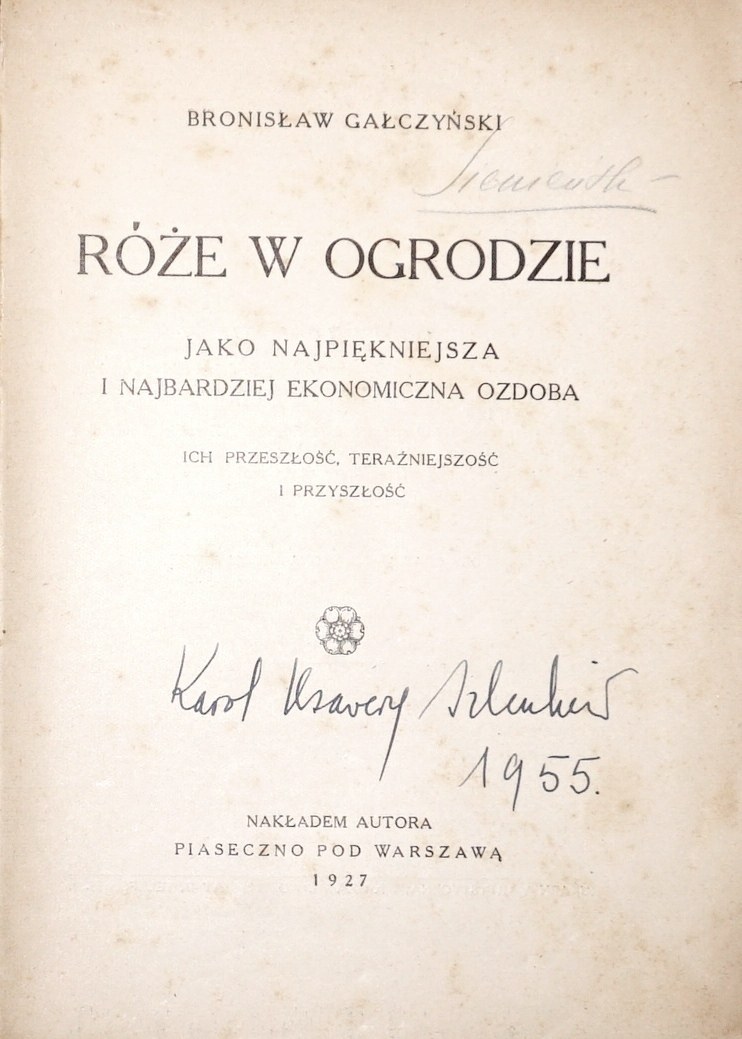 BRONISŁAW GAŁCZYŃSKI
RÓŻE W OGRODZIE
JAKO NAJPIĘKNIEJSZA
I NAJBARDZIEJ EKONOMICZNA OZDOBA
ICH PRZESZŁOŚĆ, TERAŹNIEJSZOŚĆ
I PRZYSZŁOŚĆ
Karol Ksawery
1955.
NAKŁADEM AUTORA
PIASECZNO POD WARSZAWĄ
1927